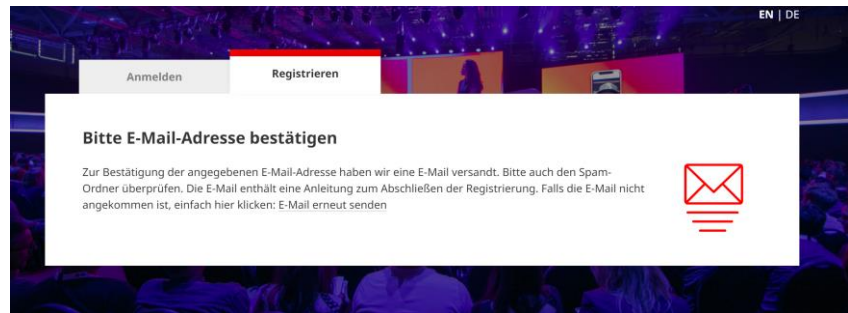 EN | DE
Anmelden
Registrieren
Bitte E-Mail-Adresse bestätigen
Zur Bestätigung der angegebenen E-Mail-Adresse haben wir eine E-Mail versandt. Bitte auch den Spam-
Ordner überprüfen. Die E-Mail enthält eine Anleitung zum Abschließen der Registrierung. Falls die E-Mail nicht
angekommen ist, einfach hier klicken: E-Mail erneut senden